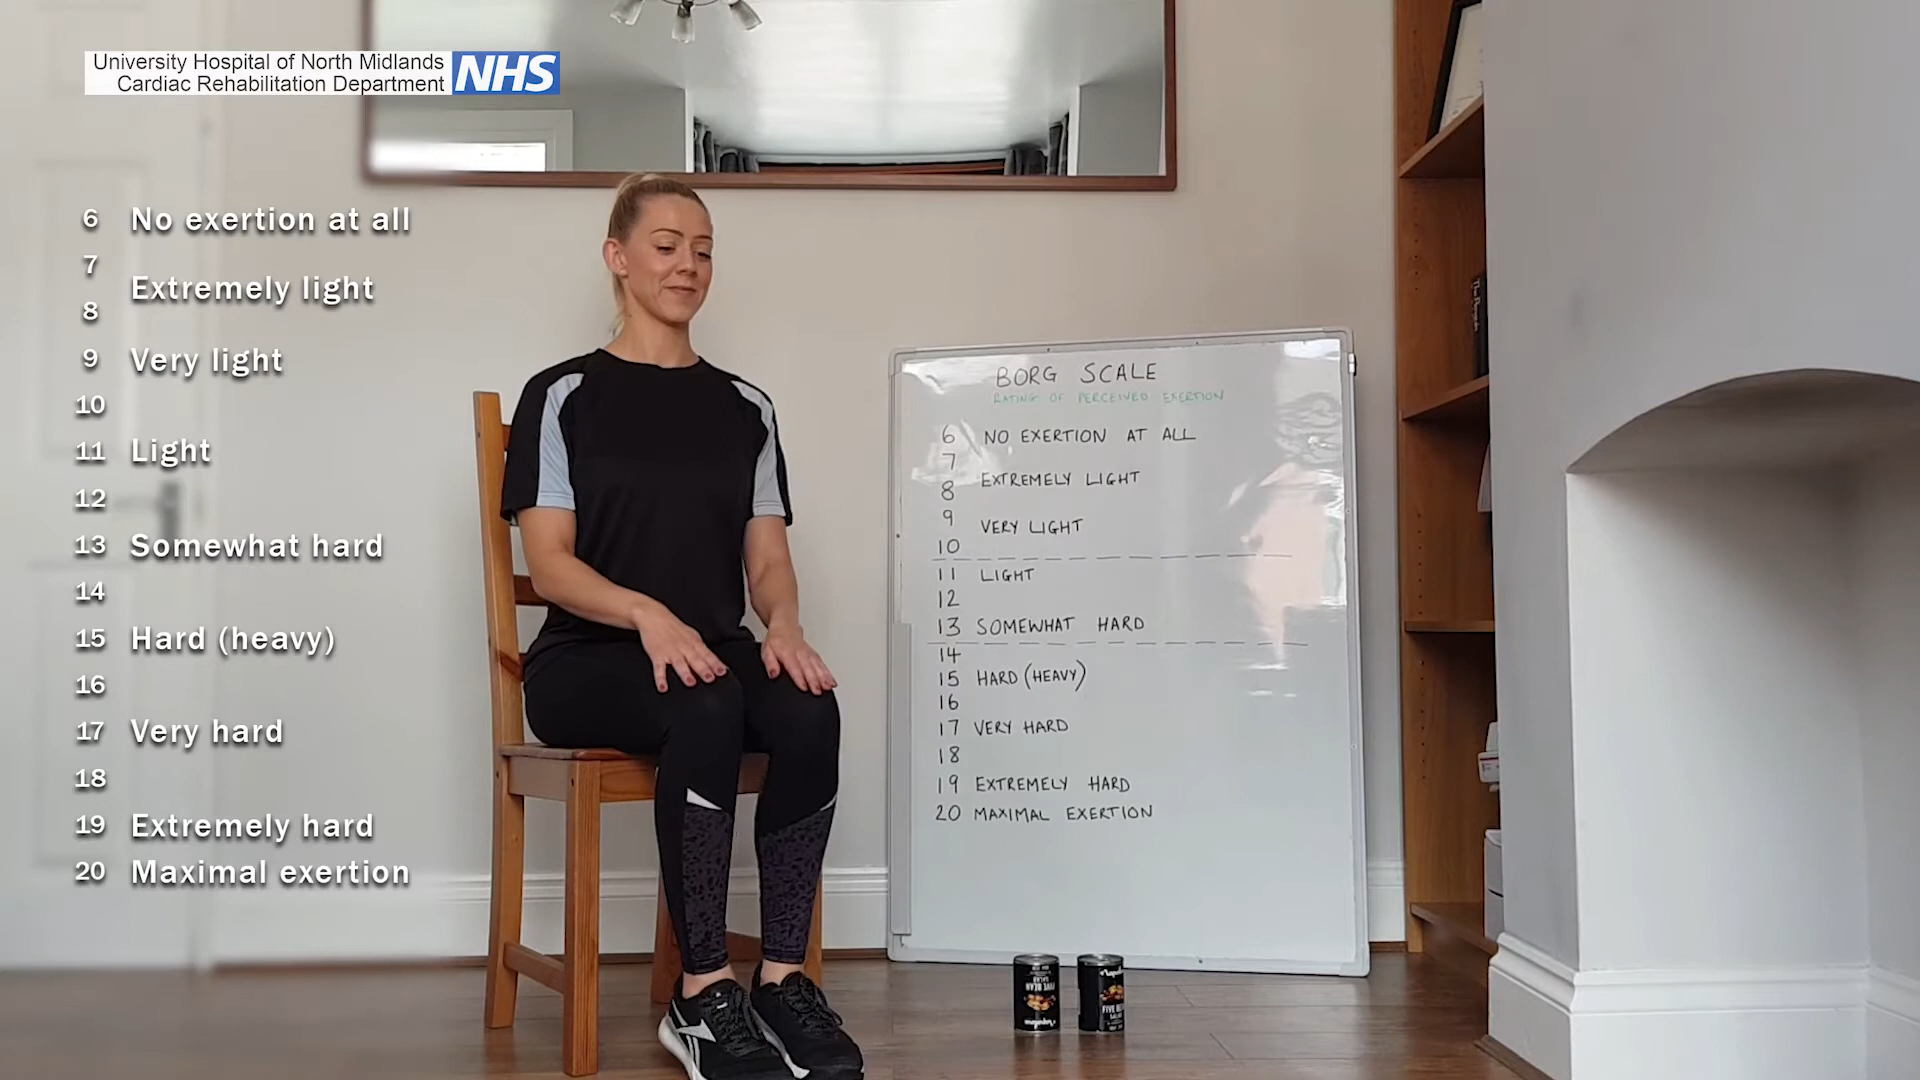 University Hospital of North Midlands
Cardiac Rehabilitation Department
NHS
6 No exertion at all
7
Extremely light
8
9 Very light
10
11 Light
12
13 Somewhat hard
14
15 Hard (heavy)
16
17 Very hard
18
19 Extremely hard
20 Maximal exertion
BORG SCALE
RATING OF PERCEIVED EXERTION
6 NO EXERTION AT ALL
7
EXTREMELY LIGHT
8
9
VERY LIGHT
10
11 LIGHT
12
13 SOMEWHAT HARD
14
15 HARD (HEAVY)
16
17 VERY HARD
18
19 EXTREMELY HARD
20 MAXIMAL EXERTION
FIVE BEAN
SALAD
FIVE